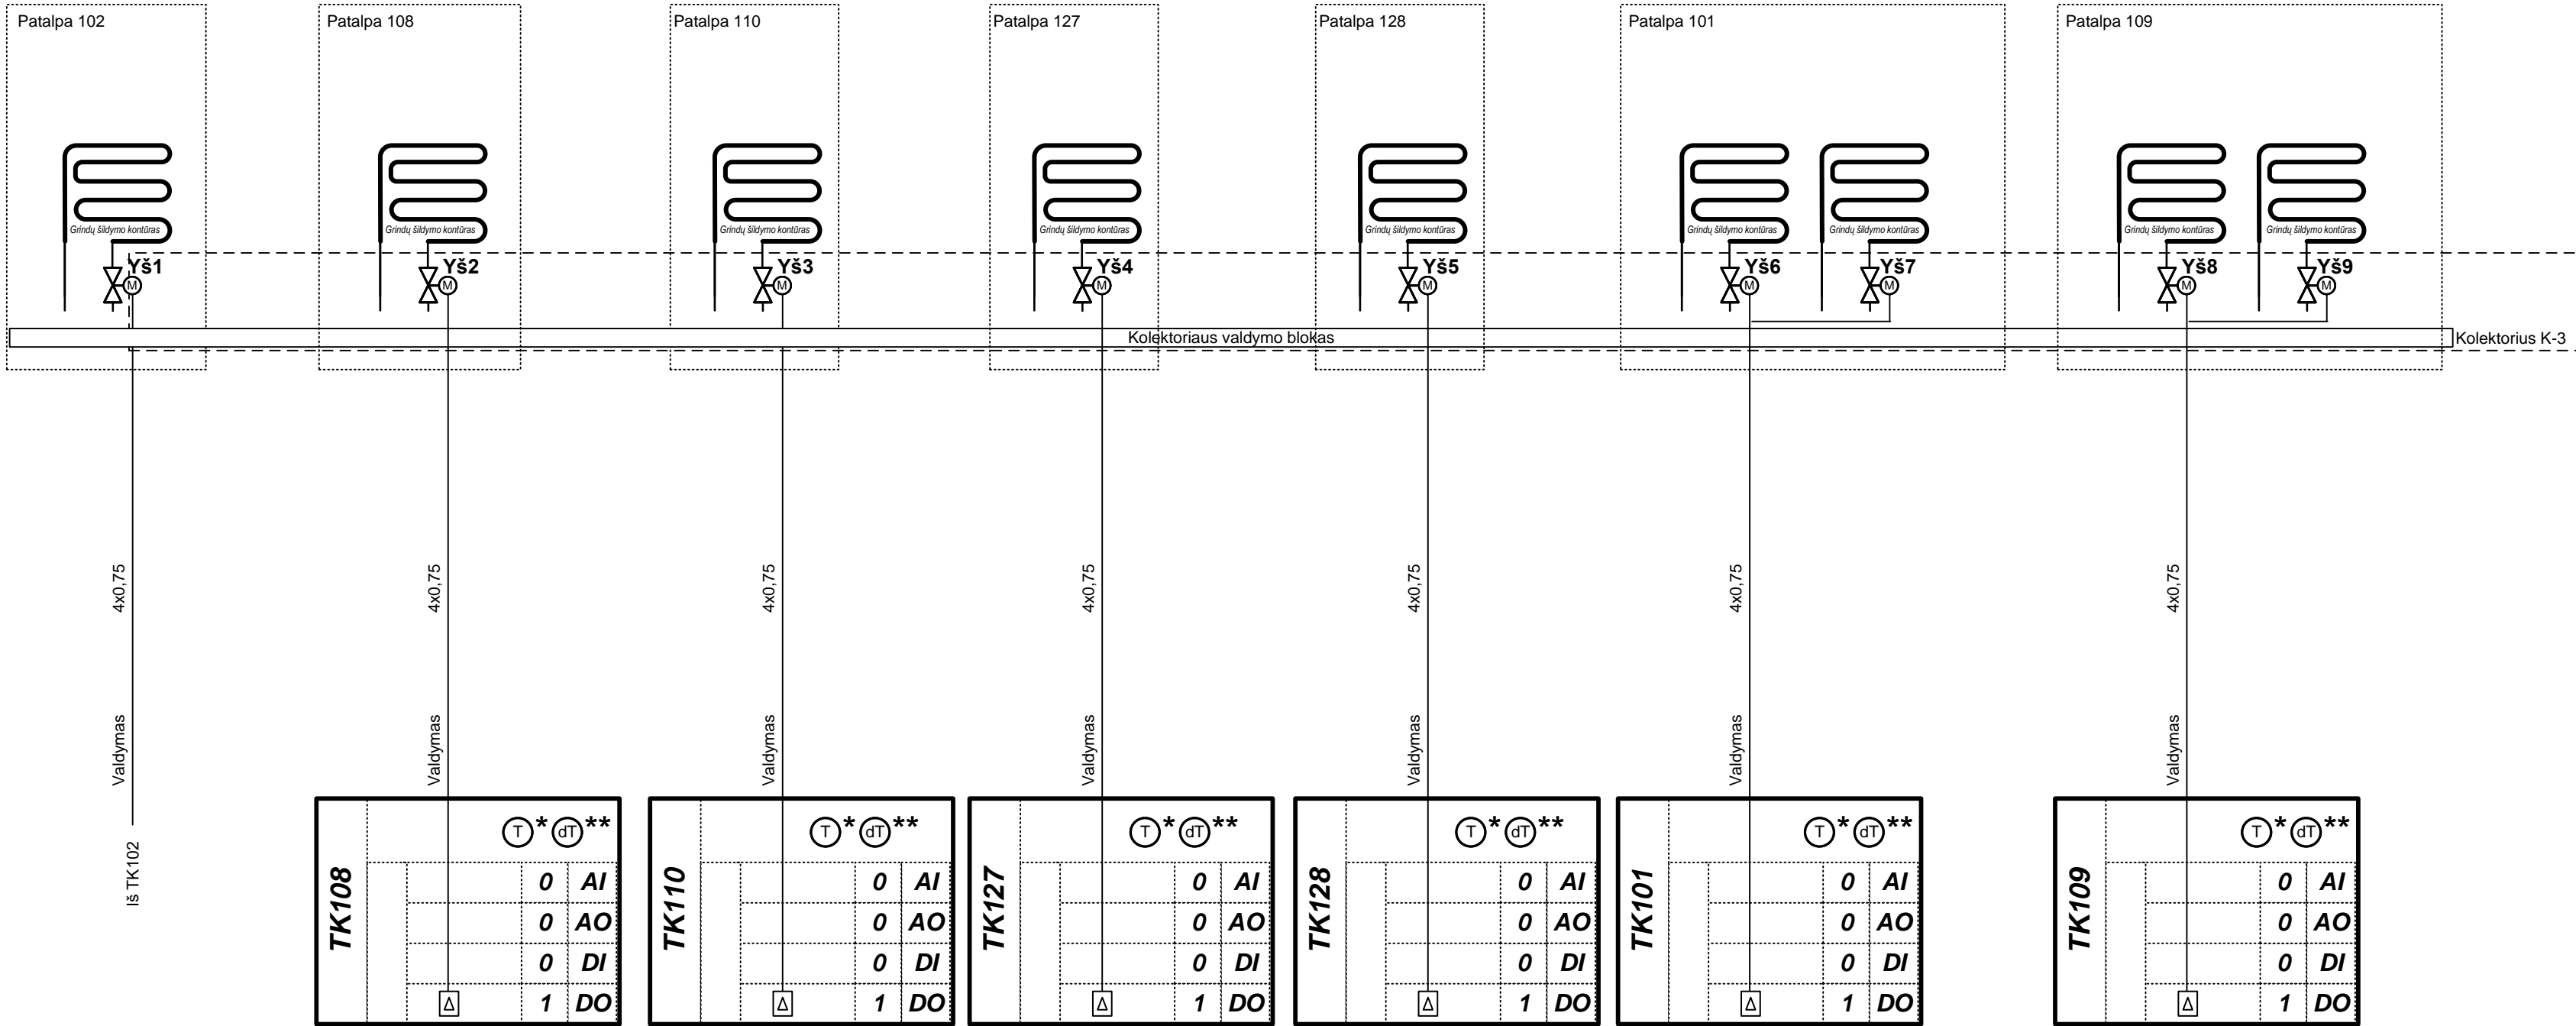 Patalpa 102
Patalpa 108
Patalpa 110
Patalpa 127
Patalpa 128
Patalpa 101
Patalpa 109
Grindų šildymo kontūras
Grindų šildymo kontūras
Grindų šildymo kontūras
Grindų šildymo kontūras
Grindų šildymo kontūras
Grindų šildymo kontūras
Grindų šildymo kontūras
Grindų šildymo kontūras
Grindų šildymo kontūras
Yš1
M
Yš2
M
Yš3
M
Yš4
M
Yš5
M
Yš6
M
Yš7
M
Yš8
M
Yš9
M
Kolektoriaus valdymo blokas
Kolektorius K-3
4x0,75
4x0,75
4x0,75
4x0,75
4x0,75
4x0,75
4x0,75
Valdymas
Valdymas
Valdymas
Valdymas
Valdymas
Valdymas
Valdymas
Iš TK102
TK108
T * dT **
0 AI
0 AO
0 DI
Δ 1 DO
TK110
T * dT **
0 AI
0 AO
0 DI
Δ 1 DO
TK127
T * dT **
0 AI
0 AO
0 DI
Δ 1 DO
TK128
T * dT **
0 AI
0 AO
0 DI
Δ 1 DO
TK101
T * dT **
0 AI
0 AO
0 DI
Δ 1 DO
TK109
T * dT **
0 AI
0 AO
0 DI
Δ 1 DO